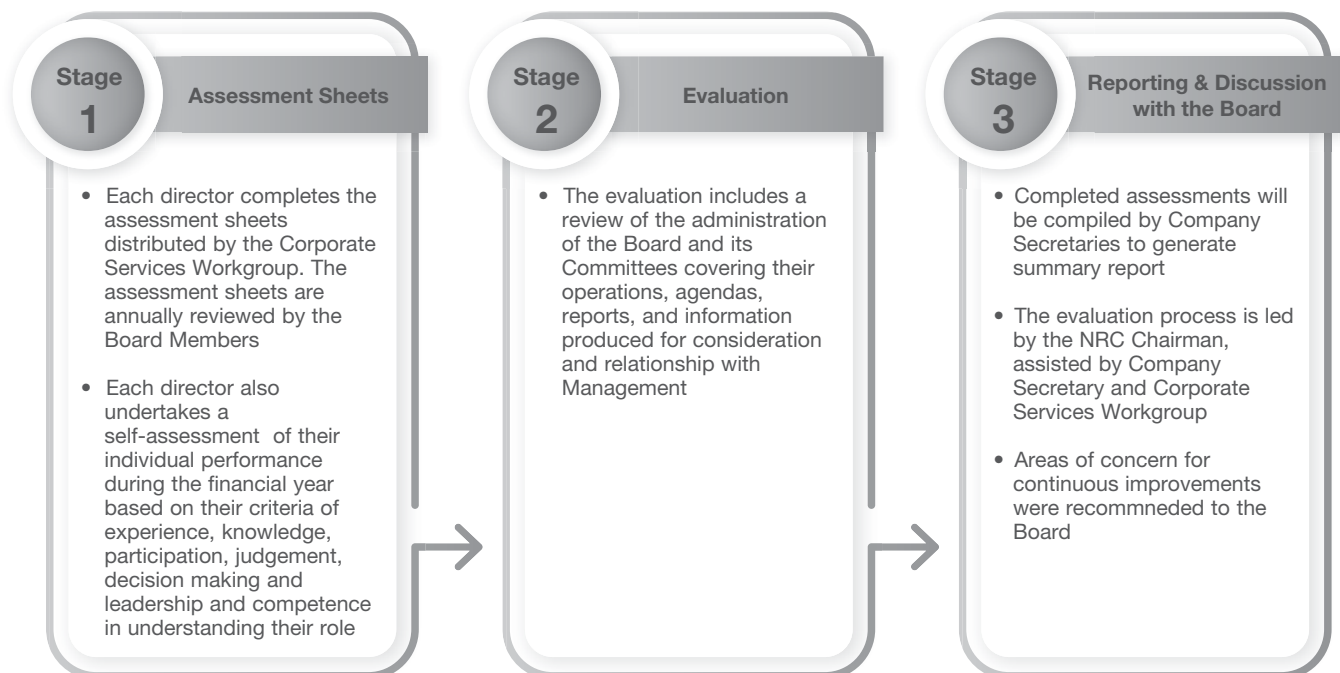 Stage
1
Assessment Sheets
• Each director completes the
assessment sheets
distributed by the Corporate
Services Workgroup. The
assessment sheets are
annually reviewed by the
Board Members
• Each director also
undertakes a
self-assessment of their
individual performance
during the financial year
based on their criteria of
experience, knowledge,
participation, judgement,
decision making and
leadership and competence
in understanding their role
Stage
2
Evaluation
• The evaluation includes a
review of the administration
of the Board and its
Committees covering their
operations, agendas,
reports, and information
produced for consideration
and relationship with
Management
Stage
3
Reporting & Discussion
with the Board
• Completed assessments will
be compiled by Company
Secretaries to generate
summary report
• The evaluation process is led
by the NRC Chairman,
assisted by Company
Secretary and Corporate
Services Workgroup
• Areas of concern for
continuous improvements
were recommneded to the
Board